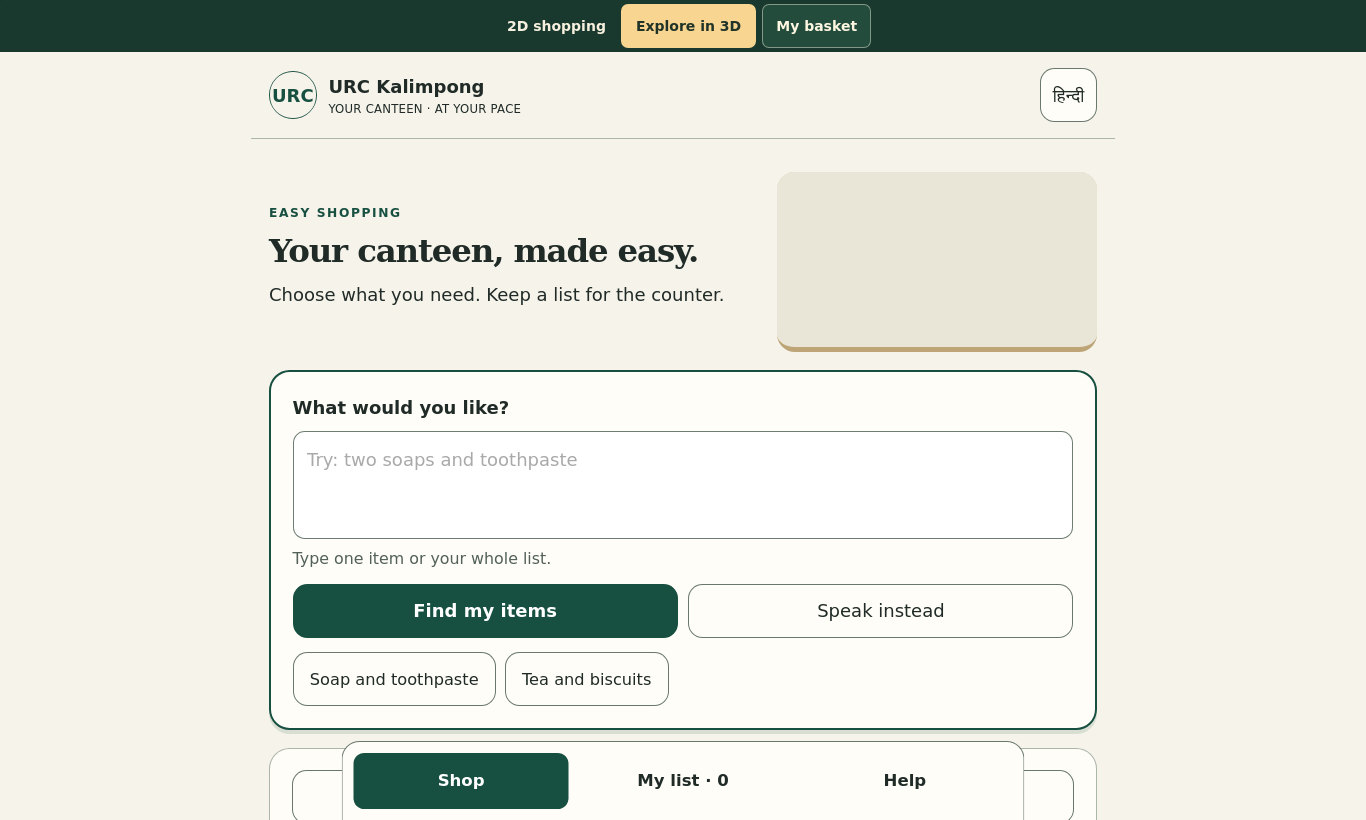 2D shopping
Explore in 3D
My basket
URC
URC Kalimpong
YOUR CANTEEN · AT YOUR PACE
हिन्दी
EASY SHOPPING
Your canteen, made easy.
Choose what you need. Keep a list for the counter.
What would you like?
Try: two soaps and toothpaste
Type one item or your whole list.
Find my items
Speak instead
Soap and toothpaste
Tea and biscuits
Shop
My list · 0
Help